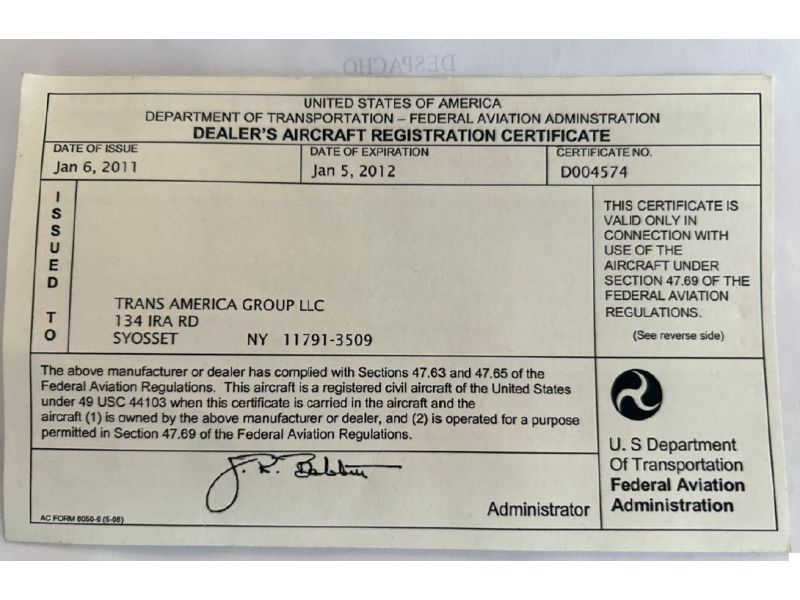 DESPACHO
UNITED STATES OF AMERICA
DEPARTMENT OF TRANSPORTATION – FEDERAL AVIATION ADMINSTRATION
DEALER'S AIRCRAFT REGISTRATION CERTIFICATE
DATE OF ISSUE
Jan 6, 2011
DATE OF EXPIRATION
Jan 5, 2012
CERTIFICATE NO.
D004574
ISSUED TO
TRANS AMERICA GROUP LLC
134 IRA RD
SYOSSET NY 11791-3509
THIS CERTIFICATE IS
VALID ONLY IN
CONNECTION WITH
USE OF THE
AIRCRAFT UNDER
SECTION 47.69 OF THE
FEDERAL AVIATION
REGULATIONS.
(See reverse side)
The above manufacturer or dealer has complied with Sections 47.63 and 47.65 of the
Federal Aviation Regulations. This aircraft is a registered civil aircraft of the United States
under 49 USC 44103 when this certificate is carried in the aircraft and the
aircraft (1) is owned by the above manufacturer or dealer, and (2) is operated for a purpose
permitted in Section 47.69 of the Federal Aviation Regulations.
Administrator
AC FORM 8050-6 (5-06)
U. S Department
Of Transportation
Federal Aviation
Administration